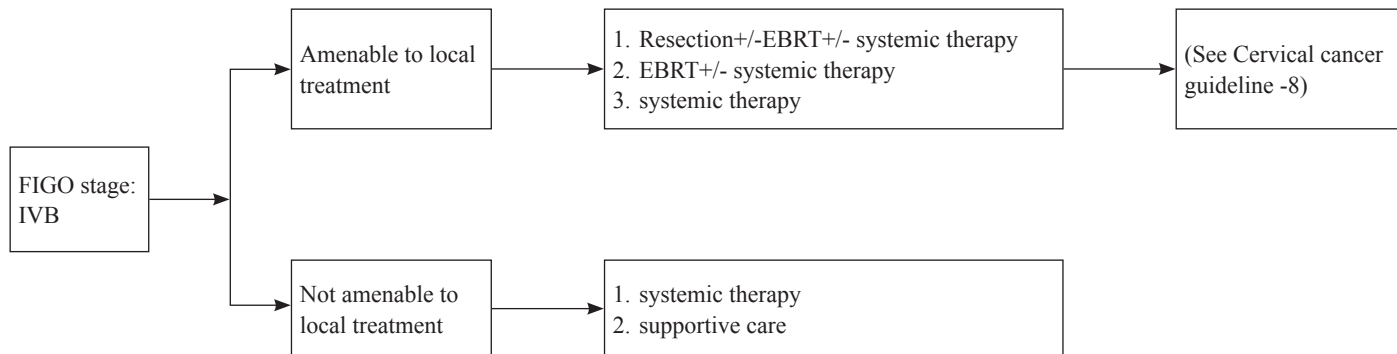 FIGO stage:
IVB
Amenable to local
treatment
1. Resection+/-EBRT+/- systemic therapy
2. EBRT+/- systemic therapy
3. systemic therapy
(See Cervical cancer
guideline -8)
Not amenable to
local treatment
1. systemic therapy
2. supportive care